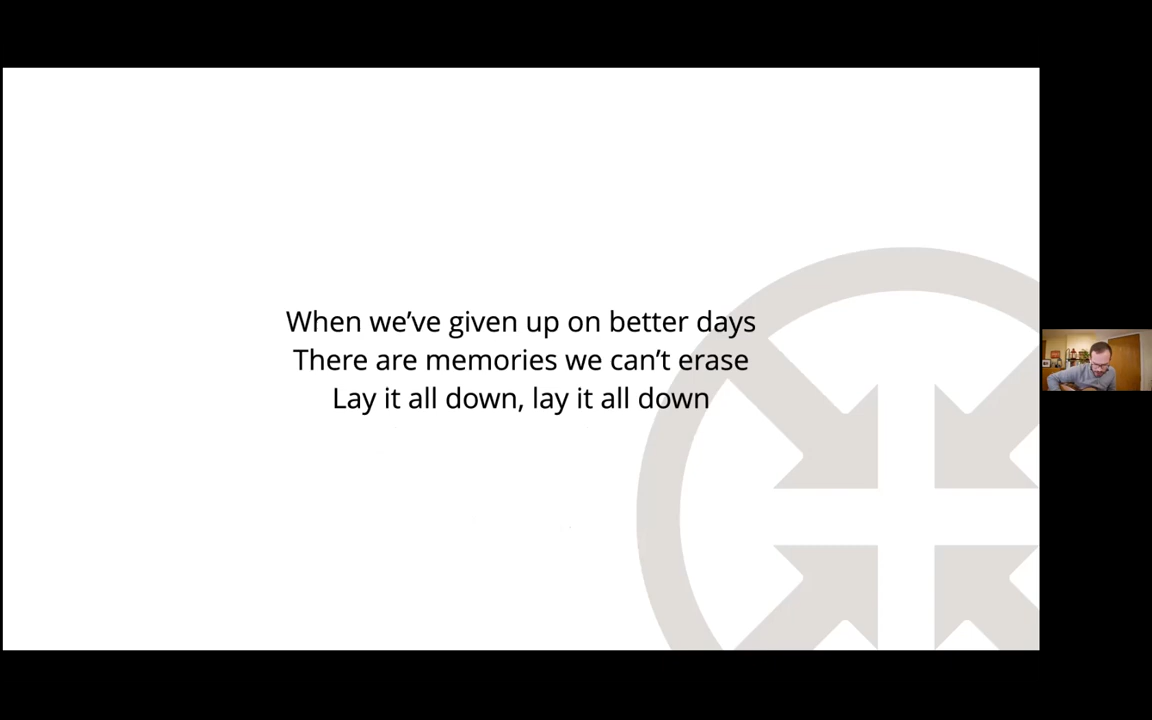 When we’ve given up on better days
There are memories we can’t erase
Lay it all down, lay it all down